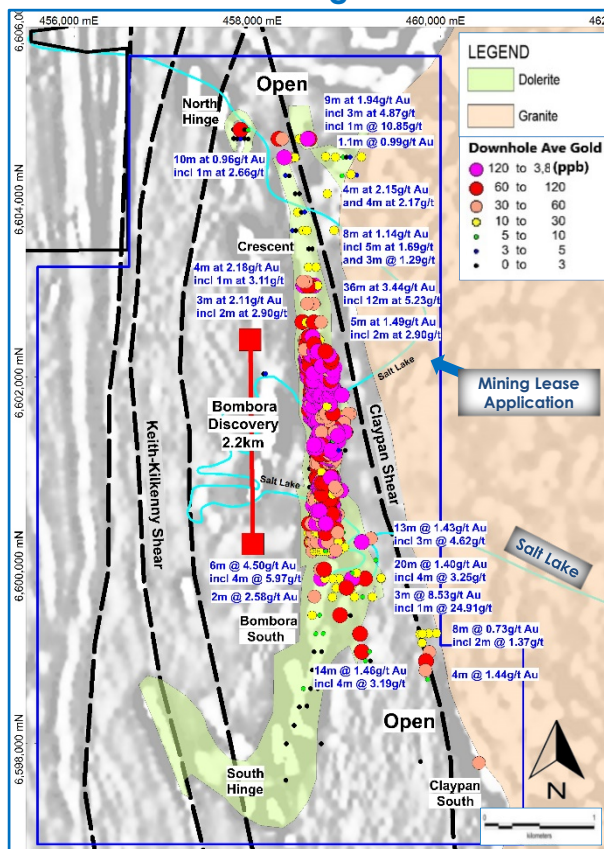 456,000 mE
458,000 mE
460,000 mE
462
6,606
6,604,000 mN
6,602,000 mN
6,600,000 mN
6,598,000 mN
LEGEND
Dolerite
Granite
Downhole Ave Gold
(ppb)
120 to 3,8
60 to 120
30 to 60
10 to 30
5 to 10
3 to 5
0 to 3
Open
North
Hinge
9m at 1.94g/t Au
incl 3m at 4.87g/t
incl 1m @ 10.85g/t
1.1m @ 0.99g/t Au
10m at 0.96g/t Au
incl 1m at 2.66g/t
4m at 2.15g/t Au
and 4m at 2.17g/t
Crescent
8m at 1.14g/t Au
incl 5m at 1.69g/t
and 3m @ 1.29g/t
4m at 2.18g/t Au
incl 1m at 3.11g/t
3m at 2.11g/t Au
incl 2m at 2.90g/t
36m at 3.44g/t Au
incl 12m at 5.23g/t
5m at 1.49g/t Au
incl 2m at 2.90g/t
Salt Lake
Mining Lease
Application
Bombora
Discovery
2.2km
Keith-Kilkenny Shear
Claypan Shear
Salt Lake
Salt Lake
13m @ 1.43g/t Au
incl 3m @ 4.62g/t
6m @ 4.50g/t Au
incl 4m @ 5.97g/t
20m @ 1.40g/t Au
incl 4m @ 3.25g/t
2m @ 2.58g/t Au
3m @ 8.53g/t Au
incl 1m @ 24.91g/t
Bombora
South
8m @ 0.73g/t Au
incl 2m @ 1.37g/t
14m @ 1.46g/t Au
incl 4m @ 3.19g/t
4m @ 1.44g/t Au
Open
South
Hinge
Claypan
South
N
0
1
kilometers